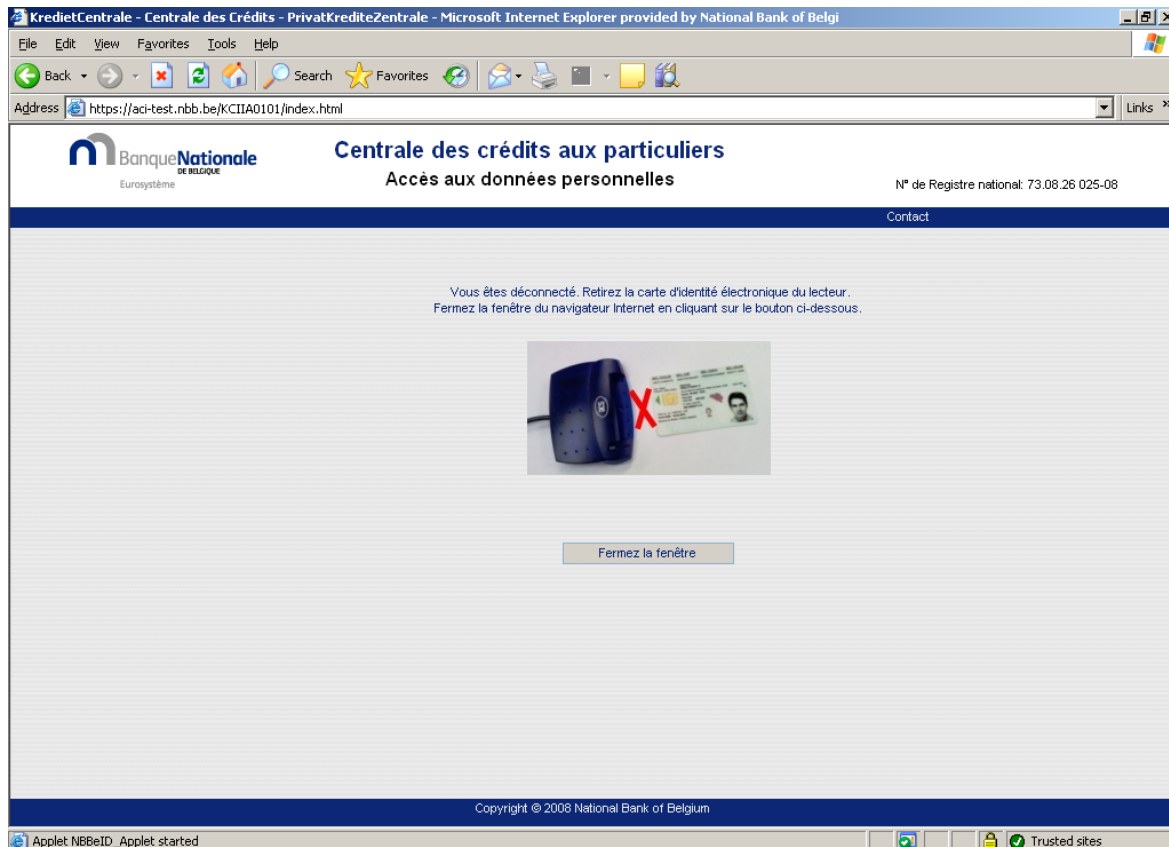 KredietCentrale - Centrale des Crédits - PrivatKrediteZentrale - Microsoft Internet Explorer provided by National Bank of Belgi
File Edit View Favorites Tools Help
Back Search Favorites
Address https://aci-test.nbb.be/KCIIA0101/index.html Links »
BanqueNationale
DE BELGIQUE
Eurosystème
Centrale des crédits aux particuliers
Accès aux données personnelles
N° de Registre national: 73.08.26 025-08
Contact
Vous êtes déconnecté. Retirez la carte d'identité électronique du lecteur.
Fermez la fenêtre du navigateur Internet en cliquant sur le bouton ci-dessous.
Fermez la fenêtre
Copyright © 2008 National Bank of Belgium
Applet NBBeID_Applet started Trusted sites